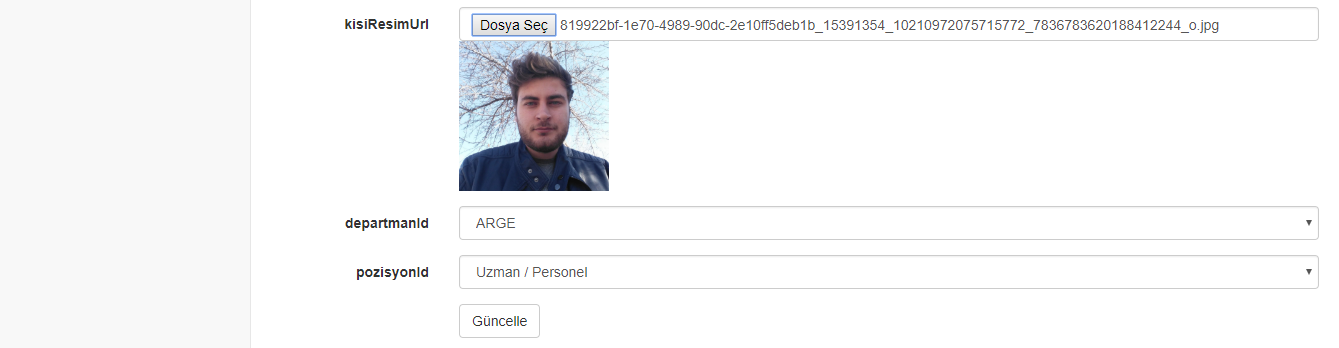 kisiResimUrl Dosya Seç 819922bf-1e70-4989-90dc-2e10ff5deb1b_15391354_10210972075715772_7836783620188412244_o.jpg
departmanId ARGE
pozisyonId Uzman / Personel
Güncelle